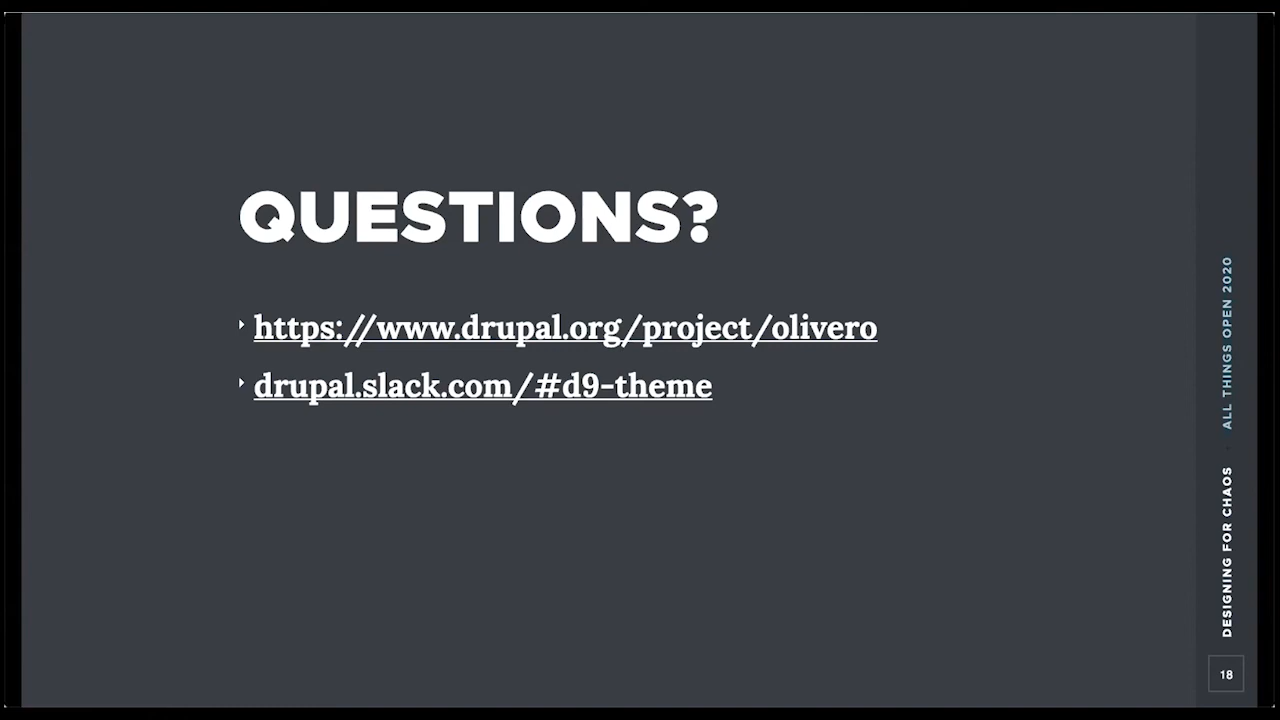 QUESTIONS?
https://www.drupal.org/project/olivero
drupal.slack.com/#d9-theme
DESIGNING FOR CHAOS · ALL THINGS OPEN 2020
18